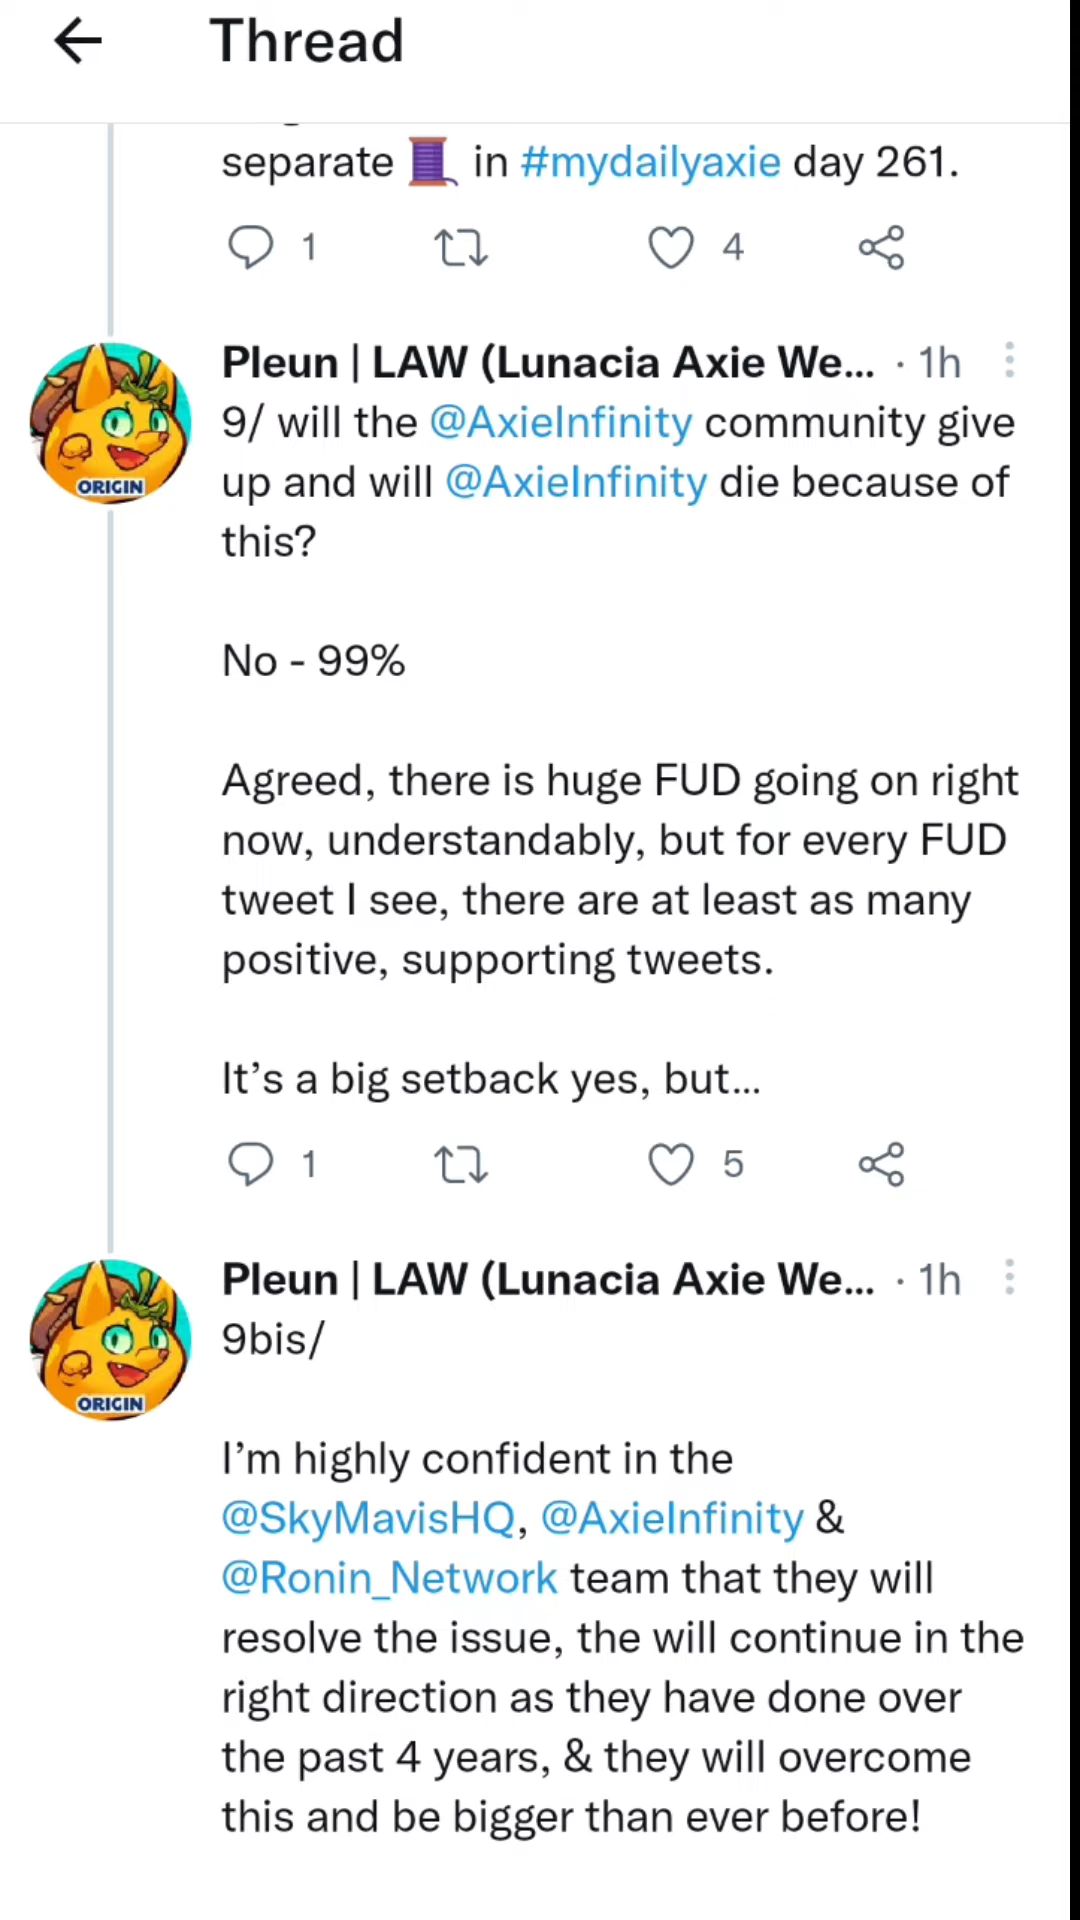 Thread
separate in #mydailyaxie day 261.
1 4
Pleun | LAW (Lunacia Axie We... · 1h
9/ will the @AxieInfinity community give
up and will @AxieInfinity die because of
this?
No - 99%
Agreed, there is huge FUD going on right
now, understandably, but for every FUD
tweet I see, there are at least as many
positive, supporting tweets.
It’s a big setback yes, but...
1 5
ORIGIN
Pleun | LAW (Lunacia Axie We... · 1h
9bis/
I’m highly confident in the
@SkyMavisHQ, @AxieInfinity &
@Ronin_Network team that they will
resolve the issue, the will continue in the
right direction as they have done over
the past 4 years, & they will overcome
this and be bigger than ever before!
ORIGIN